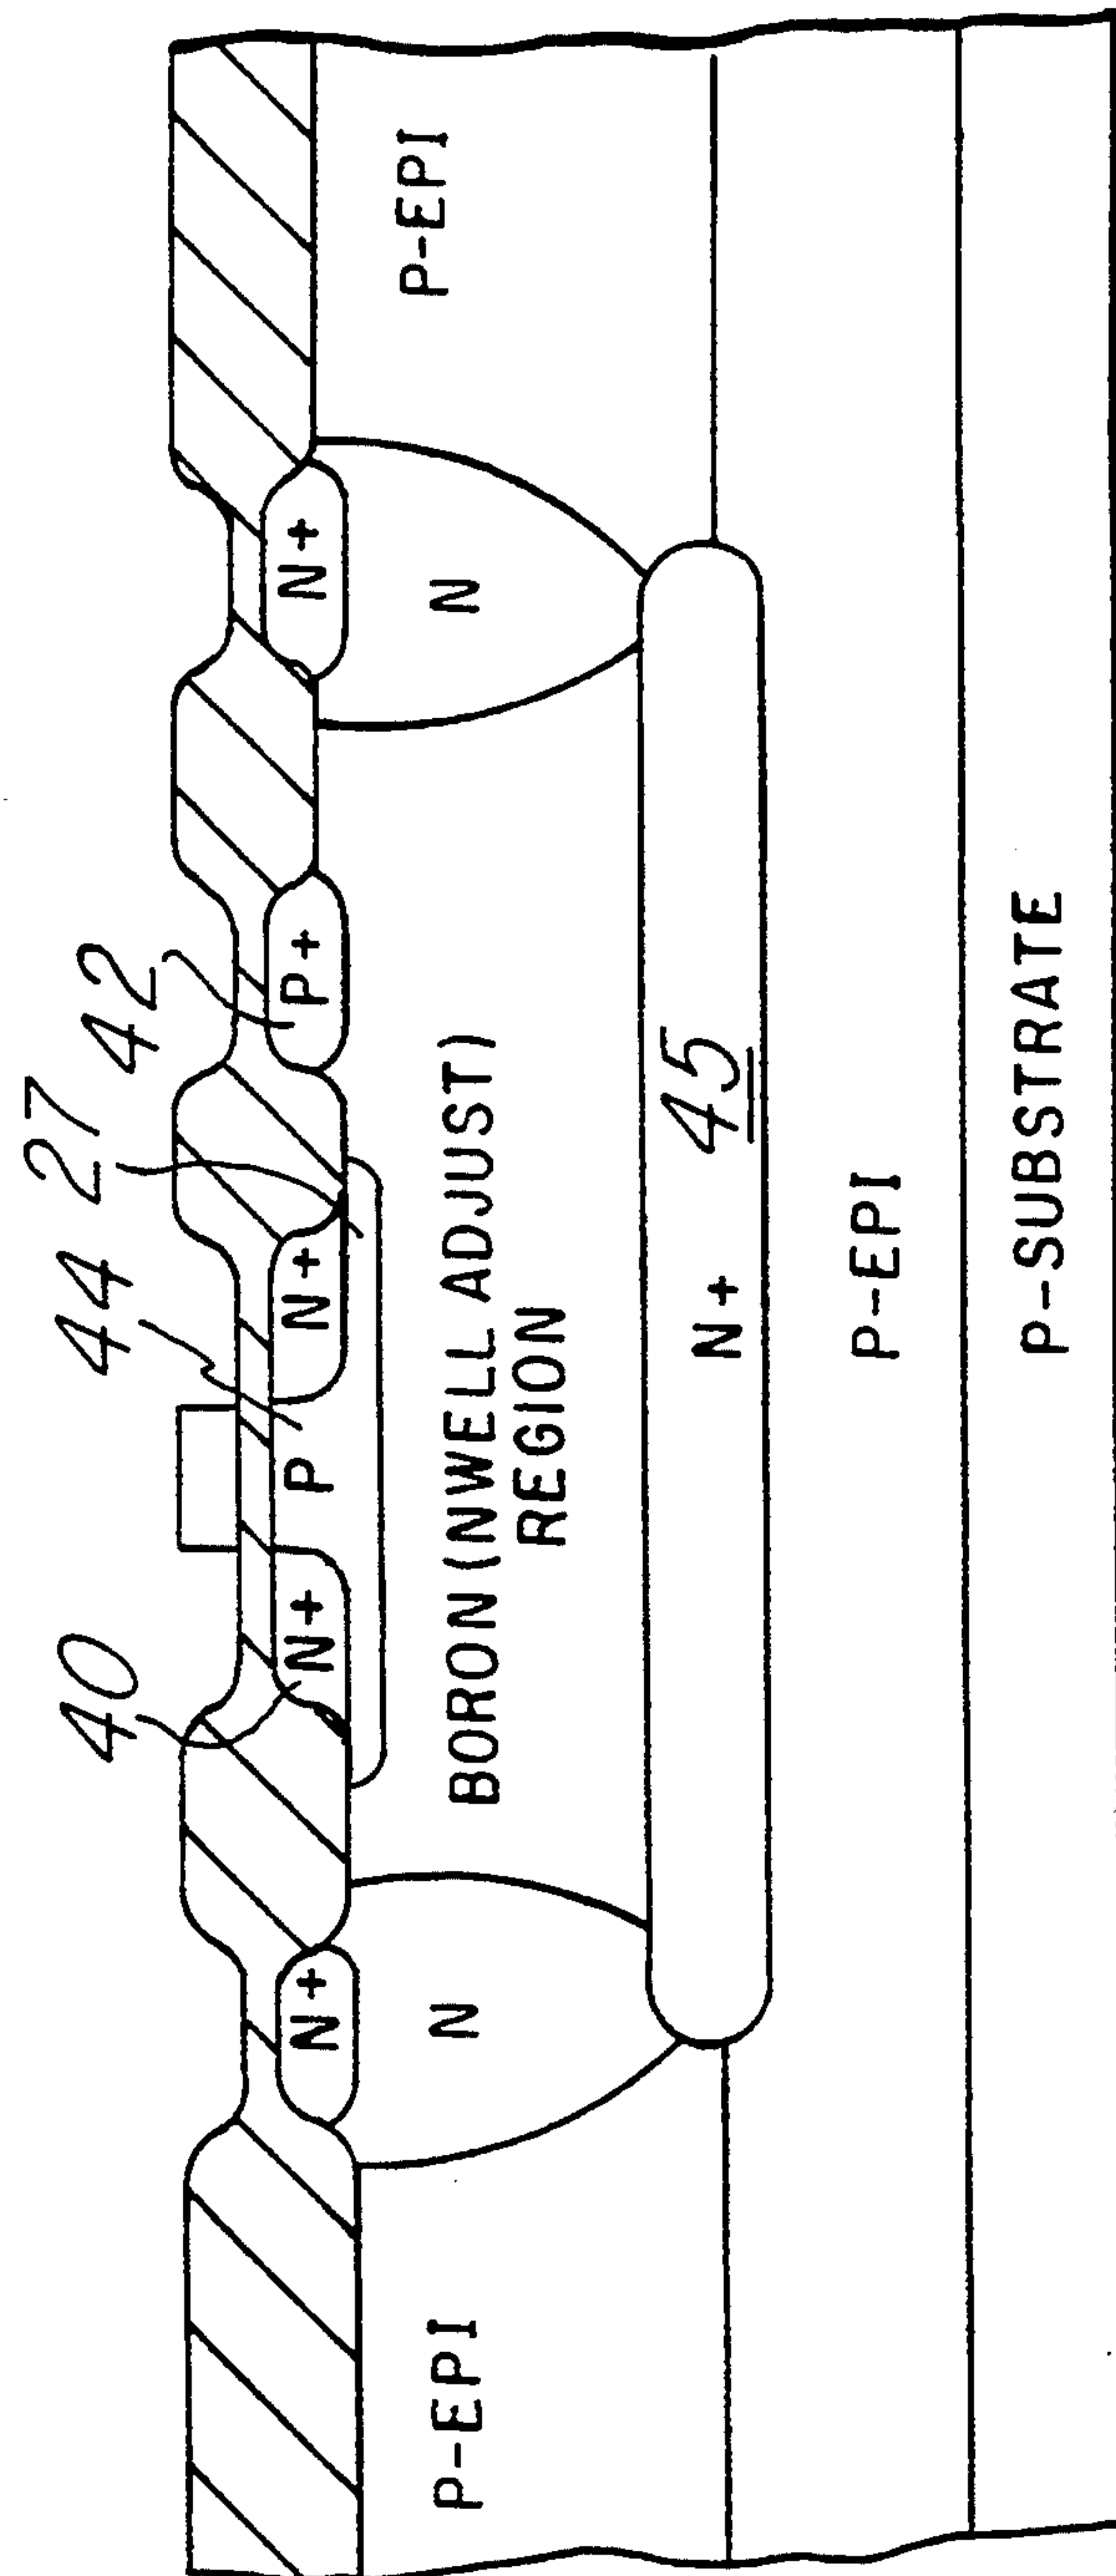 40
44
27
42
N+
N+
P
N+
P+
N+
P-EPI
N
BORON (NWELL ADJUST)
REGION
N
P-EPI
N+ 45
P-EPI
P-SUBSTRATE